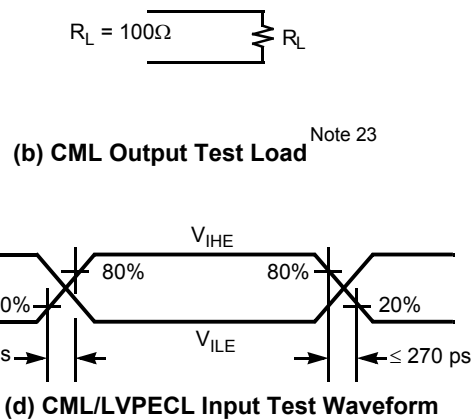 R_L = 100Ω
R_L
(b) CML Output Test Load Note 23
V_IHE
80%
80%
0%
20%
V_ILE
s
≤ 270 ps
(d) CML/LVPECL Input Test Waveform